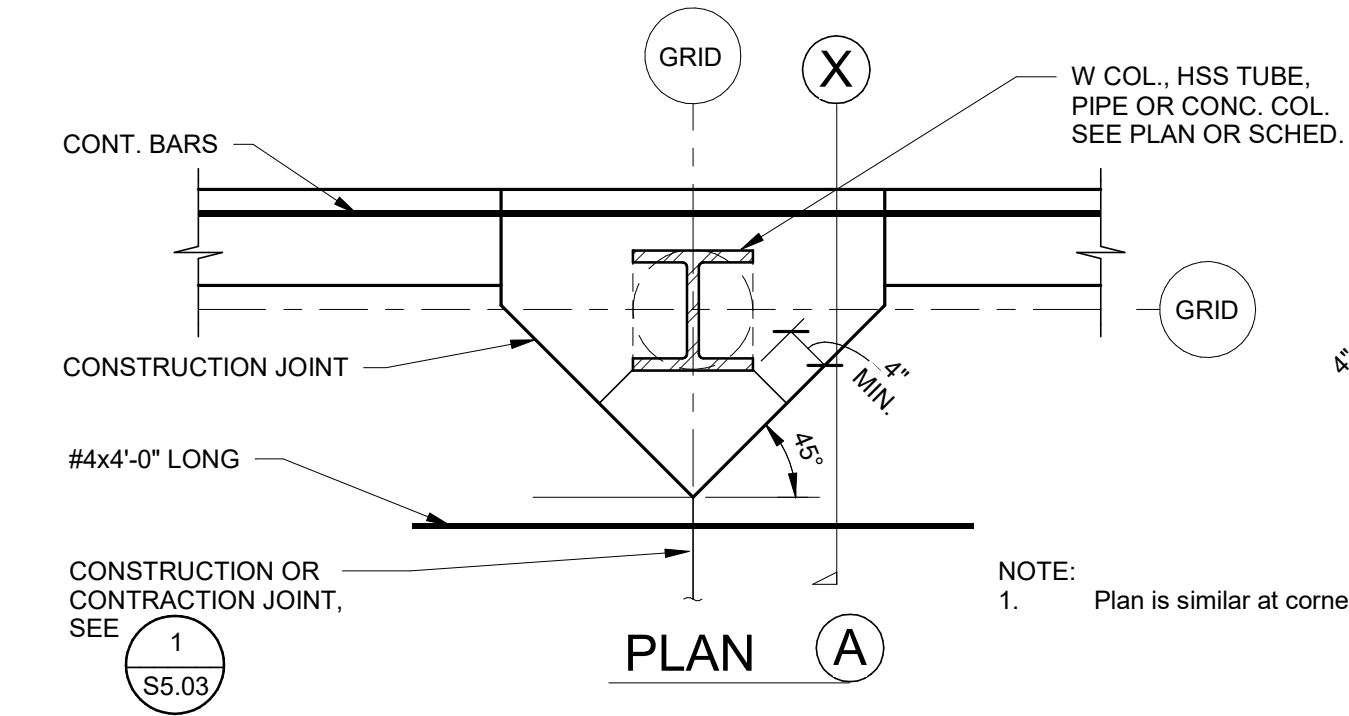 GRID
X
W COL., HSS TUBE,
PIPE OR CONC. COL.
SEE PLAN OR SCHED.
CONT. BARS
GRID
CONSTRUCTION JOINT
4"
MIN.
4"
45°
#4x4'-0" LONG
CONSTRUCTION OR
CONTRACTION JOINT,
SEE
1
S5.03
NOTE:
1. Plan is similar at corne
PLAN
A